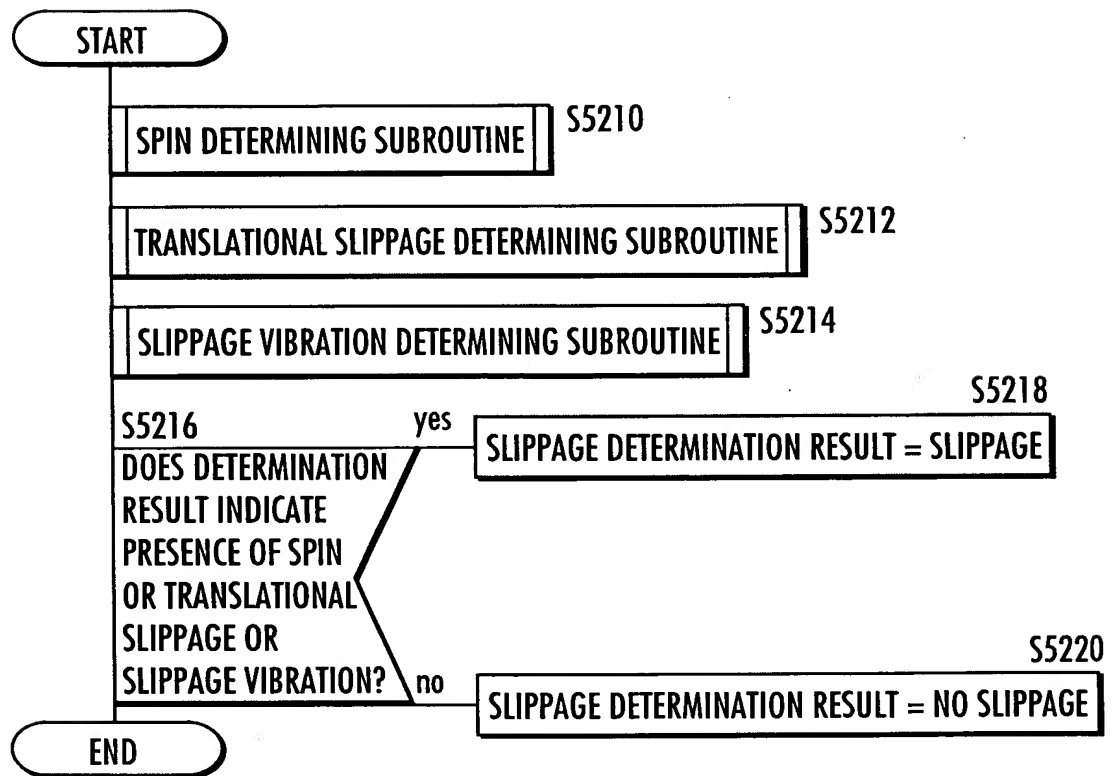 START
SPIN DETERMINING SUBROUTINE
S5210
TRANSLATIONAL SLIPPAGE DETERMINING SUBROUTINE
S5212
SLIPPAGE VIBRATION DETERMINING SUBROUTINE
S5214
S5216
DOES DETERMINATION
RESULT INDICATE
PRESENCE OF SPIN
OR TRANSLATIONAL
SLIPPAGE OR
SLIPPAGE VIBRATION?
yes
S5218
SLIPPAGE DETERMINATION RESULT = SLIPPAGE
no
S5220
SLIPPAGE DETERMINATION RESULT = NO SLIPPAGE
END